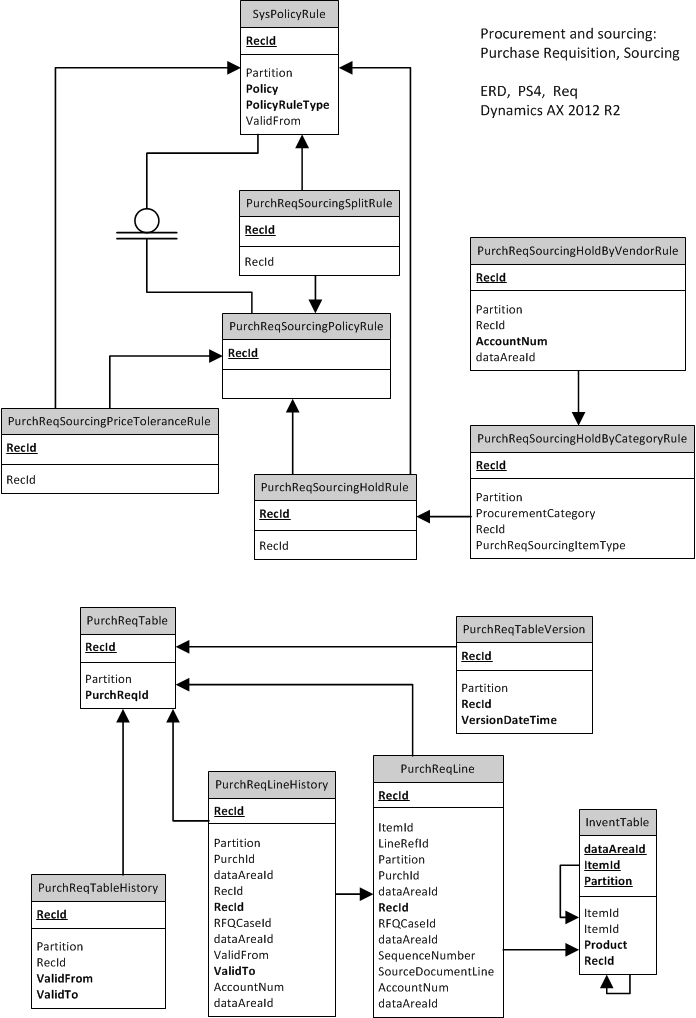 SysPolicyRule
RecId
Partition
Policy
PolicyRuleType
ValidFrom
Procurement and sourcing:
Purchase Requisition, Sourcing
ERD, PS4, Req
Dynamics AX 2012 R2
PurchReqSourcingSplitRule
RecId
RecId
PurchReqSourcingHoldByVendorRule
RecId
Partition
RecId
AccountNum
dataAreaId
PurchReqSourcingPolicyRule
RecId
PurchReqSourcingPriceToleranceRule
RecId
RecId
PurchReqSourcingHoldByCategoryRule
RecId
Partition
ProcurementCategory
RecId
PurchReqSourcingItemType
PurchReqSourcingHoldRule
RecId
RecId
PurchReqTable
RecId
Partition
PurchReqId
PurchReqTableVersion
RecId
Partition
RecId
VersionDateTime
PurchReqLineHistory
RecId
Partition
PurchId
dataAreaId
RecId
RecId
RFQCaseId
dataAreaId
ValidFrom
ValidTo
AccountNum
dataAreaId
PurchReqLine
RecId
ItemId
LineRefId
Partition
PurchId
dataAreaId
RecId
RFQCaseId
dataAreaId
SequenceNumber
SourceDocumentLine
AccountNum
dataAreaId
InventTable
dataAreaId
ItemId
Partition
ItemId
ItemId
Product
RecId
PurchReqTableHistory
RecId
Partition
RecId
ValidFrom
ValidTo